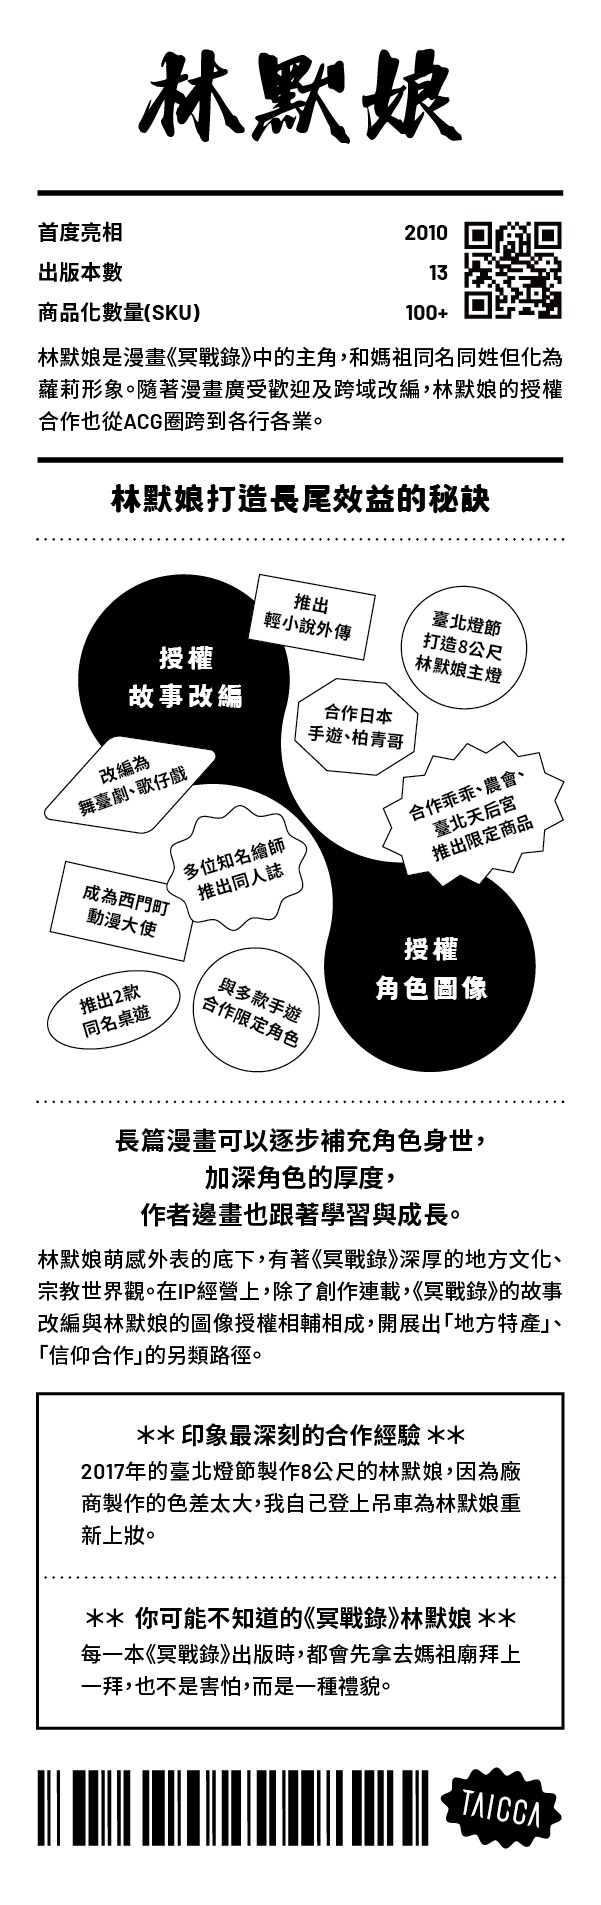 林默娘
首度亮相 2010
出版本數 13
商品化數量(SKU) 100+
林默娘是漫畫《冥戰錄》中的主角,和媽祖同名同姓但化為
蘿莉形象。隨著漫畫廣受歡迎及跨域改編,林默娘的授權
合作也從ACG圈跨到各行各業。
林默娘打造長尾效益的秘訣
推出
輕小說外傳
臺北燈節
打造8公尺
林默娘主燈
授權
故事改編
合作日本
手遊、柏青哥
改編為
舞臺劇、歌仔戲
合作乖乖、農會、
臺北天后宮
推出限定商品
多位知名繪師
推出同人誌
成為西門町
動漫大使
授權
角色圖像
推出2款
同名桌遊
與多款手遊
合作限定角色
長篇漫畫可以逐步補充角色身世,
加深角色的厚度,
作者邊畫也跟著學習與成長。
林默娘萌感外表的底下,有著《冥戰錄》深厚的地方文化、
宗教世界觀。在IP經營上,除了創作連載,《冥戰錄》的故事
改編與林默娘的圖像授權相輔相成,開展出「地方特產」、
「信仰合作」的另類路徑。
** 印象最深刻的合作經驗 **
2017年的臺北燈節製作8公尺的林默娘,因為廠
商製作的色差太大,我自己登上吊車為林默娘重
新上妝。
** 你可能不知道的《冥戰錄》林默娘 **
每一本《冥戰錄》出版時,都會先拿去媽祖廟拜上
一拜,也不是害怕,而是一種禮貌。
TAICCA